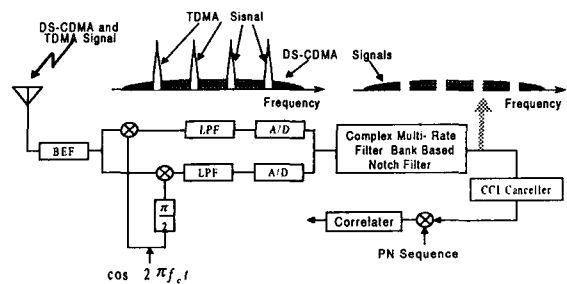 DS-CDMA and
TDMA Signal
TDMA Sisnal
DS-CDMA
Signals
Frequency
Frequency
BEF
LPF
A/D
LPF
A/D
Complex Multi- Rate
Filter Bank Based
Notch Filter
π
2
CCI Canceller
Correlater
PN Sequence
cos 2 π f c t